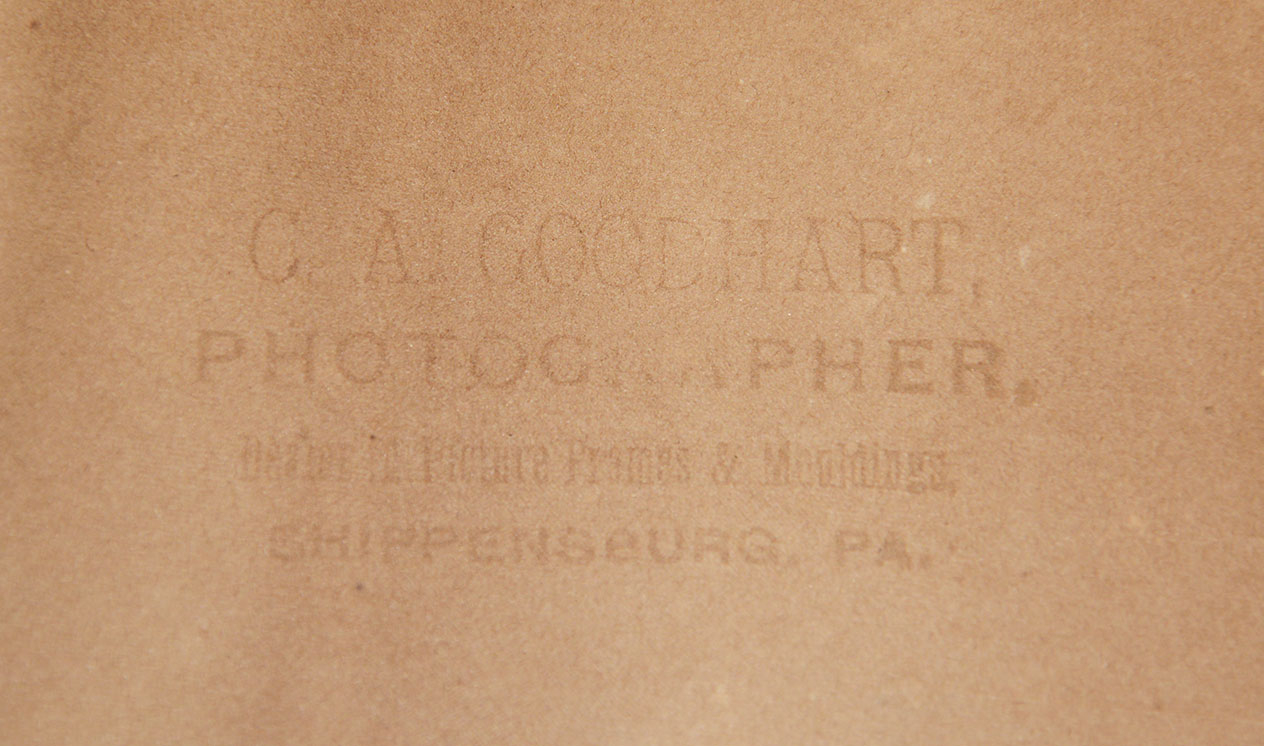 C. A. GOODHART,
PHOTOGRAPHER,
Dealer in Picture Frames & Mouldings,
SHIPPENSBURG, PA.